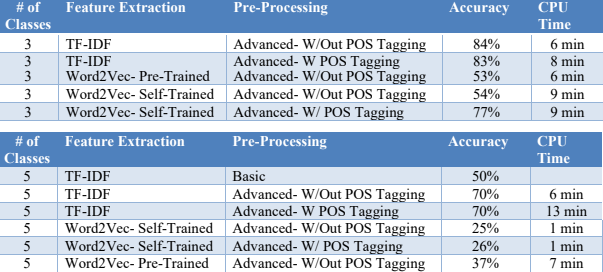 # of Classes Feature Extraction Pre-Processing Accuracy CPU Time
3 TF-IDF Advanced- W/Out POS Tagging 84% 6 min
3 TF-IDF Advanced- W POS Tagging 83% 8 min
3 Word2Vec- Pre-Trained Advanced- W/Out POS Tagging 53% 6 min
3 Word2Vec- Self-Trained Advanced- W/Out POS Tagging 54% 9 min
3 Word2Vec- Self-Trained Advanced- W/ POS Tagging 77% 9 min
# of Classes Feature Extraction Pre-Processing Accuracy CPU Time
5 TF-IDF Basic 50%
5 TF-IDF Advanced- W/Out POS Tagging 70% 6 min
5 TF-IDF Advanced- W POS Tagging 70% 13 min
5 Word2Vec- Self-Trained Advanced- W/Out POS Tagging 25% 1 min
5 Word2Vec- Self-Trained Advanced- W/ POS Tagging 26% 1 min
5 Word2Vec- Pre-Trained Advanced- W/Out POS Tagging 37% 7 min